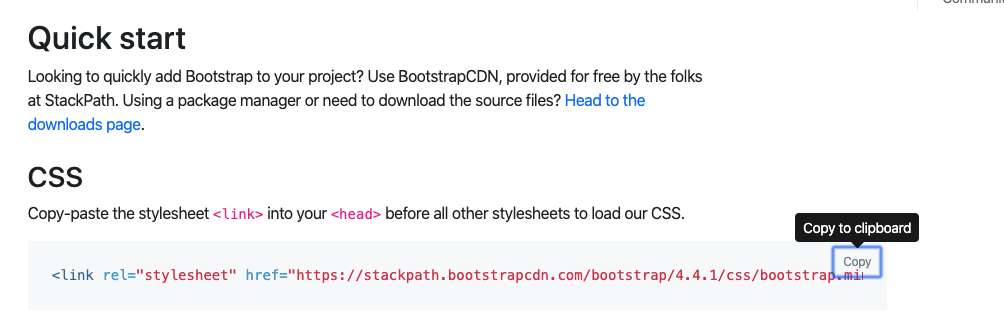 Quick start
Looking to quickly add Bootstrap to your project? Use BootstrapCDN, provided for free by the folks
at StackPath. Using a package manager or need to download the source files? Head to the
downloads page.
CSS
Copy-paste the stylesheet <link> into your <head> before all other stylesheets to load our CSS.
Copy to clipboard
Copy
<link rel="stylesheet" href="https://stackpath.bootstrapcdn.com/bootstrap/4.4.1/css/bootstrap.mi